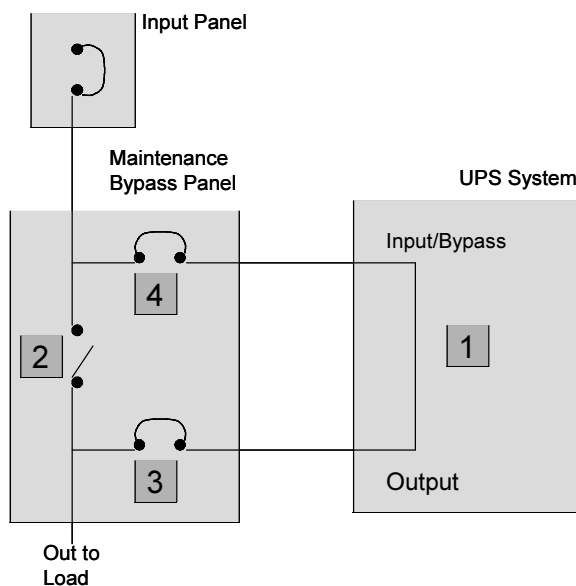 Input Panel
Maintenance
Bypass Panel
UPS System
Input/Bypass
4
1
2
3
Output
Out to
Load